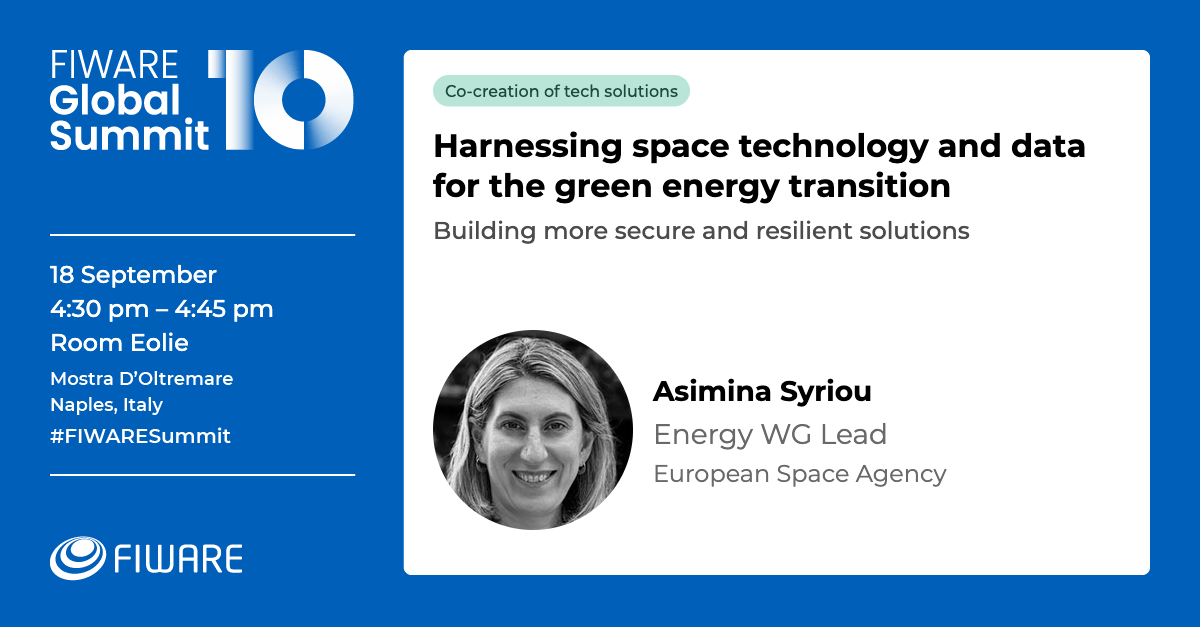 FIWARE
Global
Summit
10
18 September
4:30 pm – 4:45 pm
Room Eolie
Mostra D’Oltremare
Naples, Italy
#FIWARESummit
FIWARE
Co-creation of tech solutions
Harnessing space technology and data
for the green energy transition
Building more secure and resilient solutions
Asimina Syriou
Energy WG Lead
European Space Agency